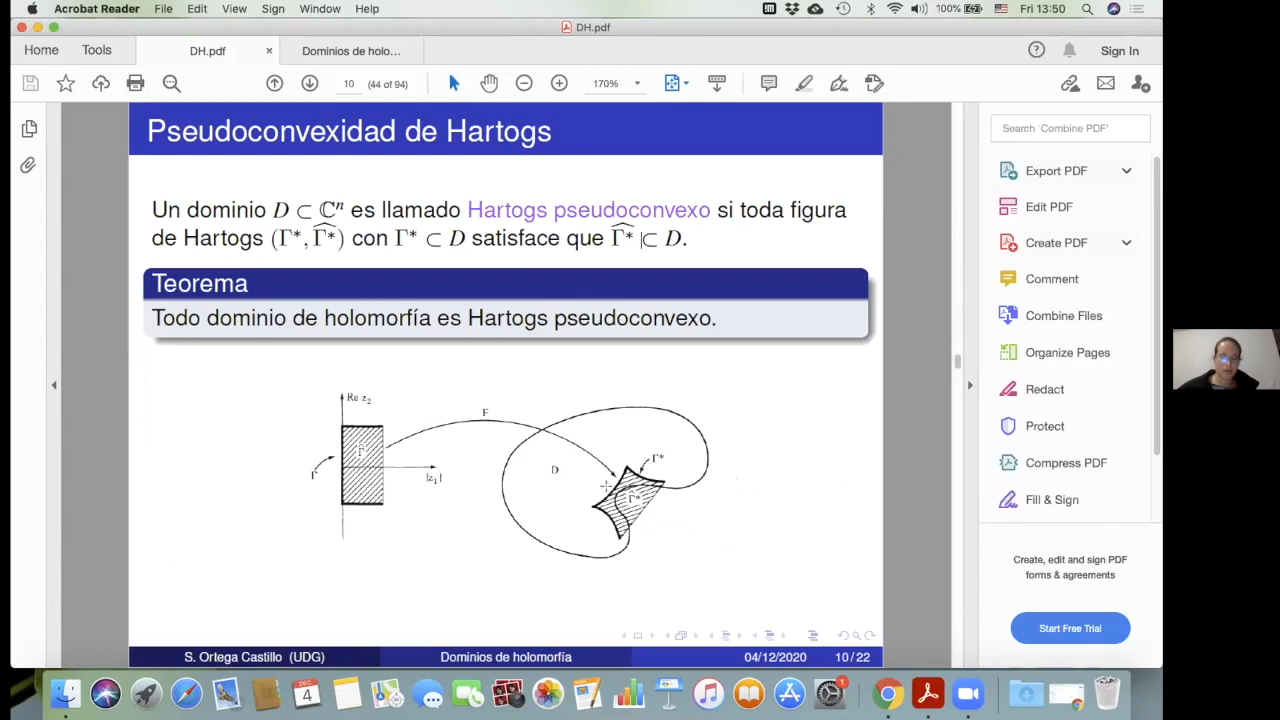 Acrobat Reader File Edit View Sign Window Help 100% Fri 13:50
DH.pdf
Home Tools DH.pdf × Dominios de holo... Sign In
10 (44 of 94) 170%
Search 'Combine PDF'
Export PDF
Edit PDF
Create PDF
Comment
Combine Files
Organize Pages
Redact
Protect
Compress PDF
Fill & Sign
Create, edit and sign PDF
forms & agreements
Start Free Trial
Pseudoconvexidad de Hartogs
Un dominio D ⊂ ℂⁿ es llamado Hartogs pseudoconvexo si toda figura
de Hartogs (Γ*, Γ̂*) con Γ* ⊂ D satisface que Γ̂* ⊂ D.
Teorema
Todo dominio de holomorfía es Hartogs pseudoconvexo.
Re z₂
F
Γ̂
Γ
|z₁|
D
Γ*
Γ̂*
S. Ortega Castillo (UDG) Dominios de holomorfía 04/12/2020 10 / 22
DEC
4
1